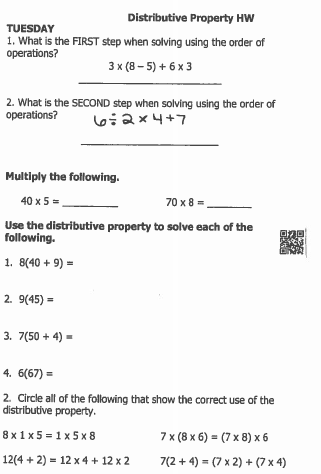 Distributive Property HW
TUESDAY
1. What is the FIRST step when solving using the order of
operations?
3 x (8 – 5) + 6 x 3
2. What is the SECOND step when solving using the order of
operations? 6 ÷ 2 x 4 + 7
Multiply the following.
40 x 5 = ________ 70 x 8 = ________
Use the distributive property to solve each of the
following.
1. 8(40 + 9) =
2. 9(45) =
3. 7(50 + 4) =
4. 6(67) =
2. Circle all of the following that show the correct use of the
distributive property.
8 x 1 x 5 = 1 x 5 x 8 7 x (8 x 6) = (7 x 8) x 6
12(4 + 2) = 12 x 4 + 12 x 2 7(2 + 4) = (7 x 2) + (7 x 4)